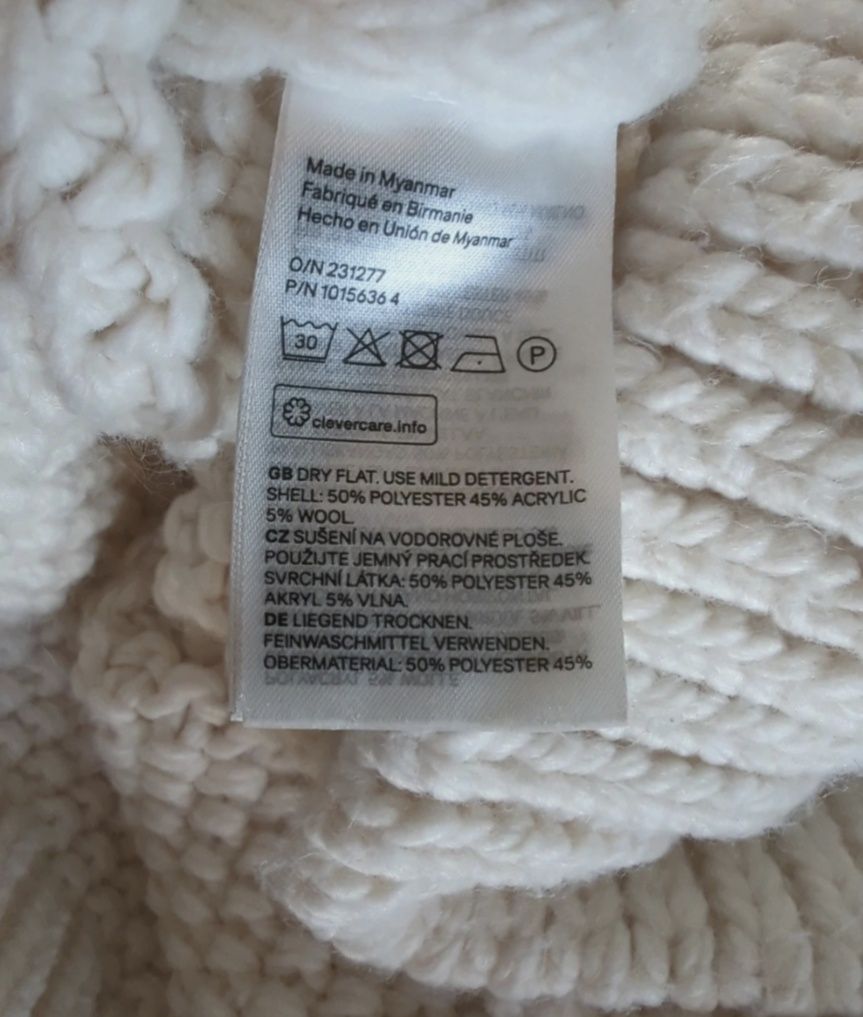 Made in Myanmar
Fabriqué en Birmanie
Hecho en Unión de Myanmar
O/N 231277
P/N 1015636 4
30
P
clevercare.info
GB DRY FLAT. USE MILD DETERGENT.
SHELL: 50% POLYESTER 45% ACRYLIC
5% WOOL.
CZ SUŠENÍ NA VODOROVNÉ PLOŠE.
POUŽIJTE JEMNÝ PRACÍ PROSTŘEDEK.
SVRCHNÍ LÁTKA: 50% POLYESTER 45%
AKRYL 5% VLNA.
DE LIEGEND TROCKNEN.
FEINWASCHMITTEL VERWENDEN.
OBERMATERIAL: 50% POLYESTER 45%